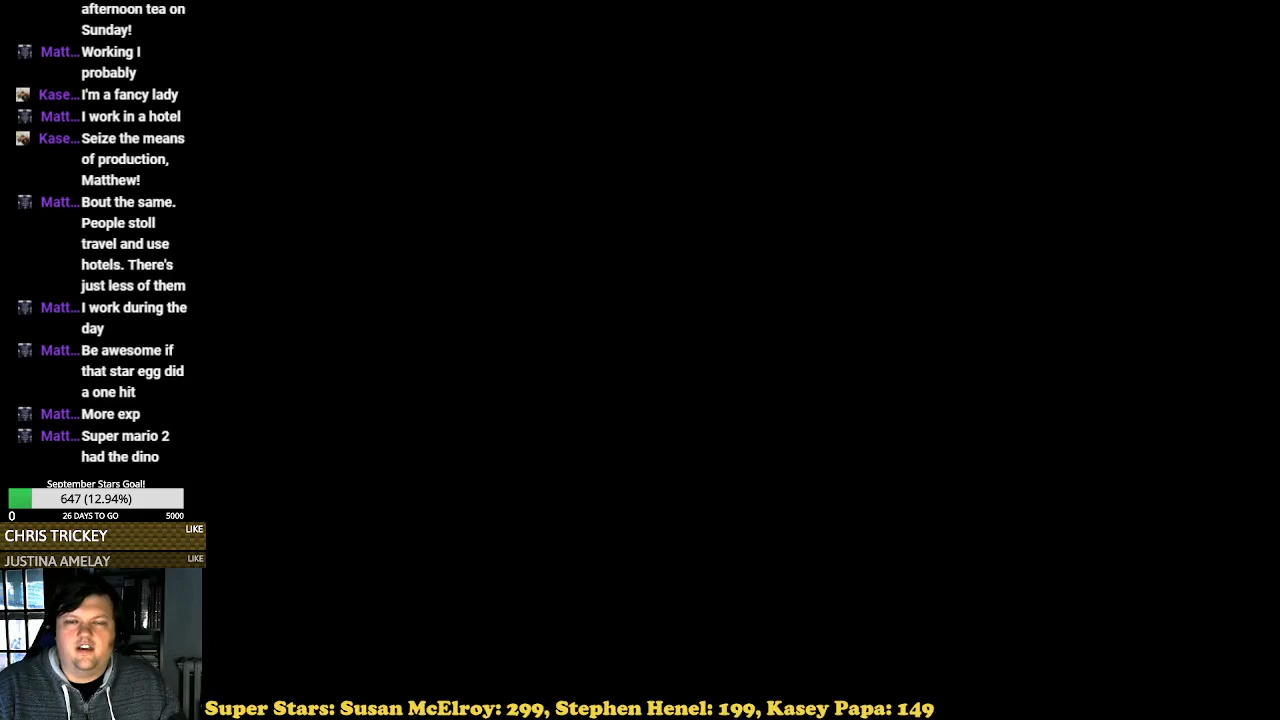 afternoon tea on
Sunday!
Matt... Working I
probably
Kase... I'm a fancy lady
Matt... I work in a hotel
Kase... Seize the means
of production,
Matthew!
Matt... Bout the same.
People stoll
travel and use
hotels. There's
just less of them
Matt... I work during the
day
Matt... Be awesome if
that star egg did
a one hit
Matt... More exp
Matt... Super mario 2
had the dino
September Stars Goal!
647 (12.94%)
0 26 DAYS TO GO 5000
CHRIS TRICKEY LIKE
JUSTINA AMELAY LIKE
Super Stars: Susan McElroy: 299, Stephen Henel: 199, Kasey Papa: 149